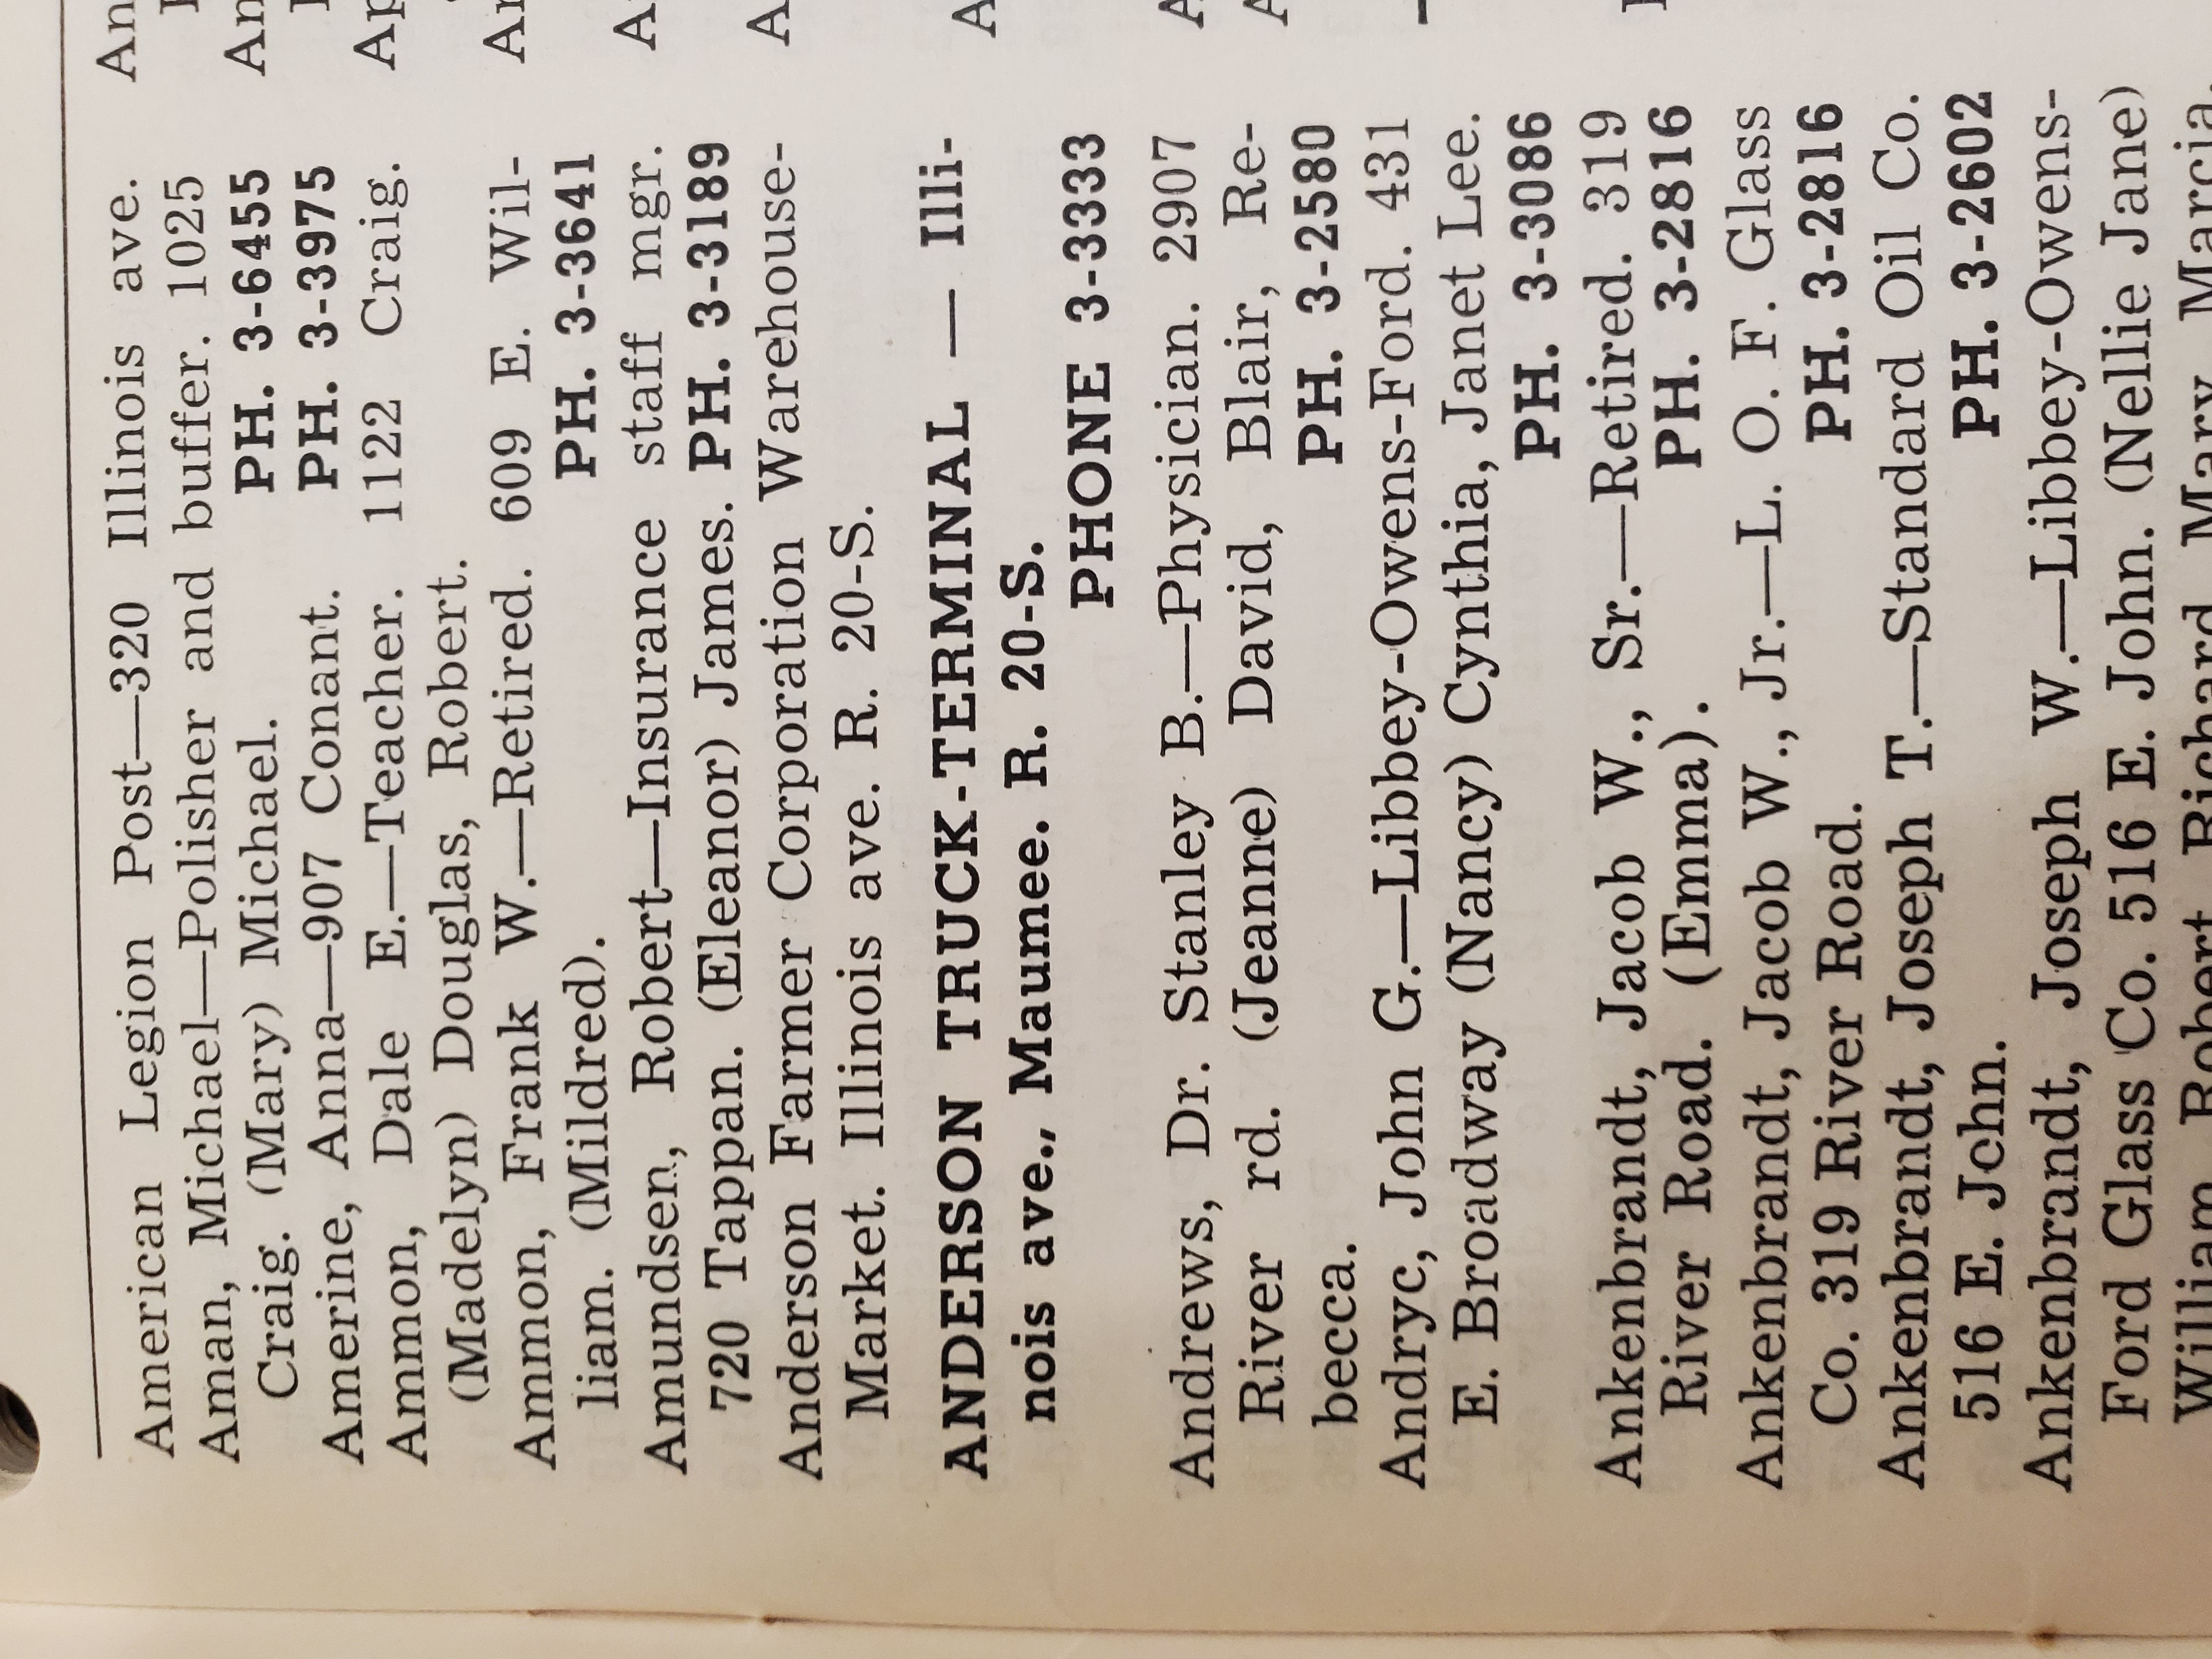 American Legion Post—320 Illinois ave.
Aman, Michael—Polisher and buffer. 1025
Craig. (Mary) Michael. PH. 3-6455
Amerine, Anna—907 Conant. PH. 3-3975
Ammon, Dale E.—Teacher. 1122 Craig.
(Madelyn) Douglas, Robert.
Ammon, Frank W.—Retired. 609 E. Wil-
liam. (Mildred). PH. 3-3641
Amundsen, Robert—Insurance staff mgr.
720 Tappan. (Eleanor) James. PH. 3-3189
Anderson Farmer Corporation Warehouse-
Market. Illinois ave. R. 20-S.
ANDERSON TRUCK-TERMINAL — Illi-
nois ave., Maumee. R. 20-S.
PHONE 3-3333
Andrews, Dr. Stanley B.—Physician. 2907
River rd. (Jeanne) David, Blair, Re-
becca. PH. 3-2580
Andryc, John G.—Libbey-Owens-Ford. 431
E. Broadway (Nancy) Cynthia, Janet Lee.
PH. 3-3086
Ankenbrandt, Jacob W., Sr.—Retired. 319
River Road. (Emma). PH. 3-2816
Ankenbrandt, Jacob W., Jr.—L. O. F. Glass
Co. 319 River Road. PH. 3-2816
Ankenbrandt, Joseph T.—Standard Oil Co.
516 E. Jchn. PH. 3-2602
Ankenbrandt, Joseph W.—Libbey-Owens-
Ford Glass Co. 516 E. John. (Nellie Jane)
William, Robert, Richard, Mary, Marcia,